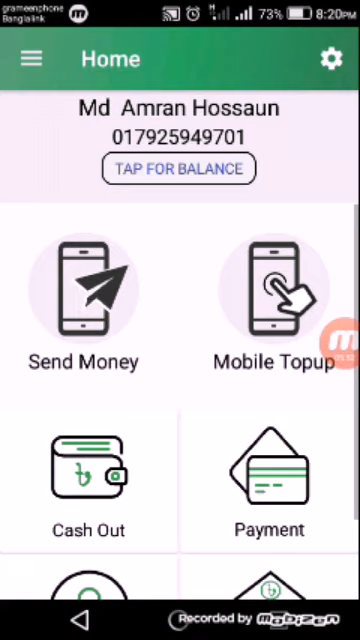 grameenphone
Banglalink
73%
8:20PM
Home
Md Amran Hossaun
017925949701
TAP FOR BALANCE
Send Money
Mobile Topup
৳
Cash Out
Payment
৳
Recorded by mobizen